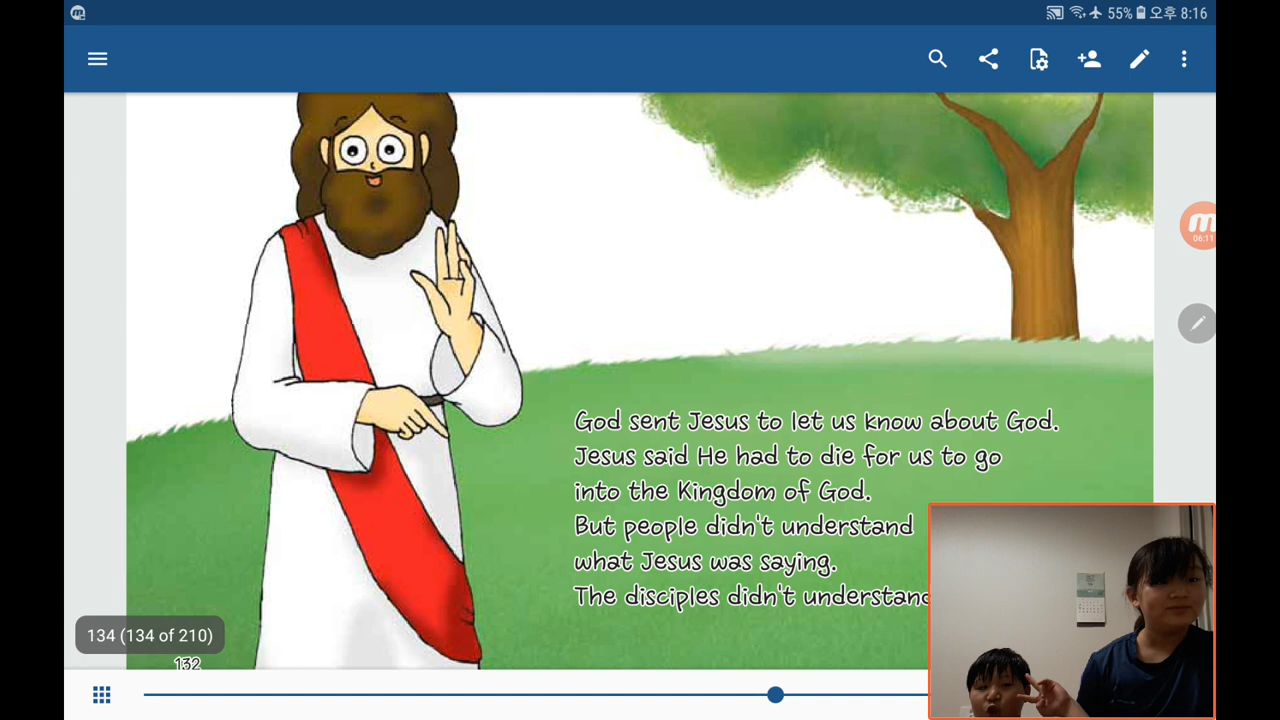 55% 오후 8:16
06:11
God sent Jesus to let us know about God.
Jesus said He had to die for us to go
into the Kingdom of God.
But people didn't understand
what Jesus was saying.
The disciples didn't understand
134 (134 of 210)
132